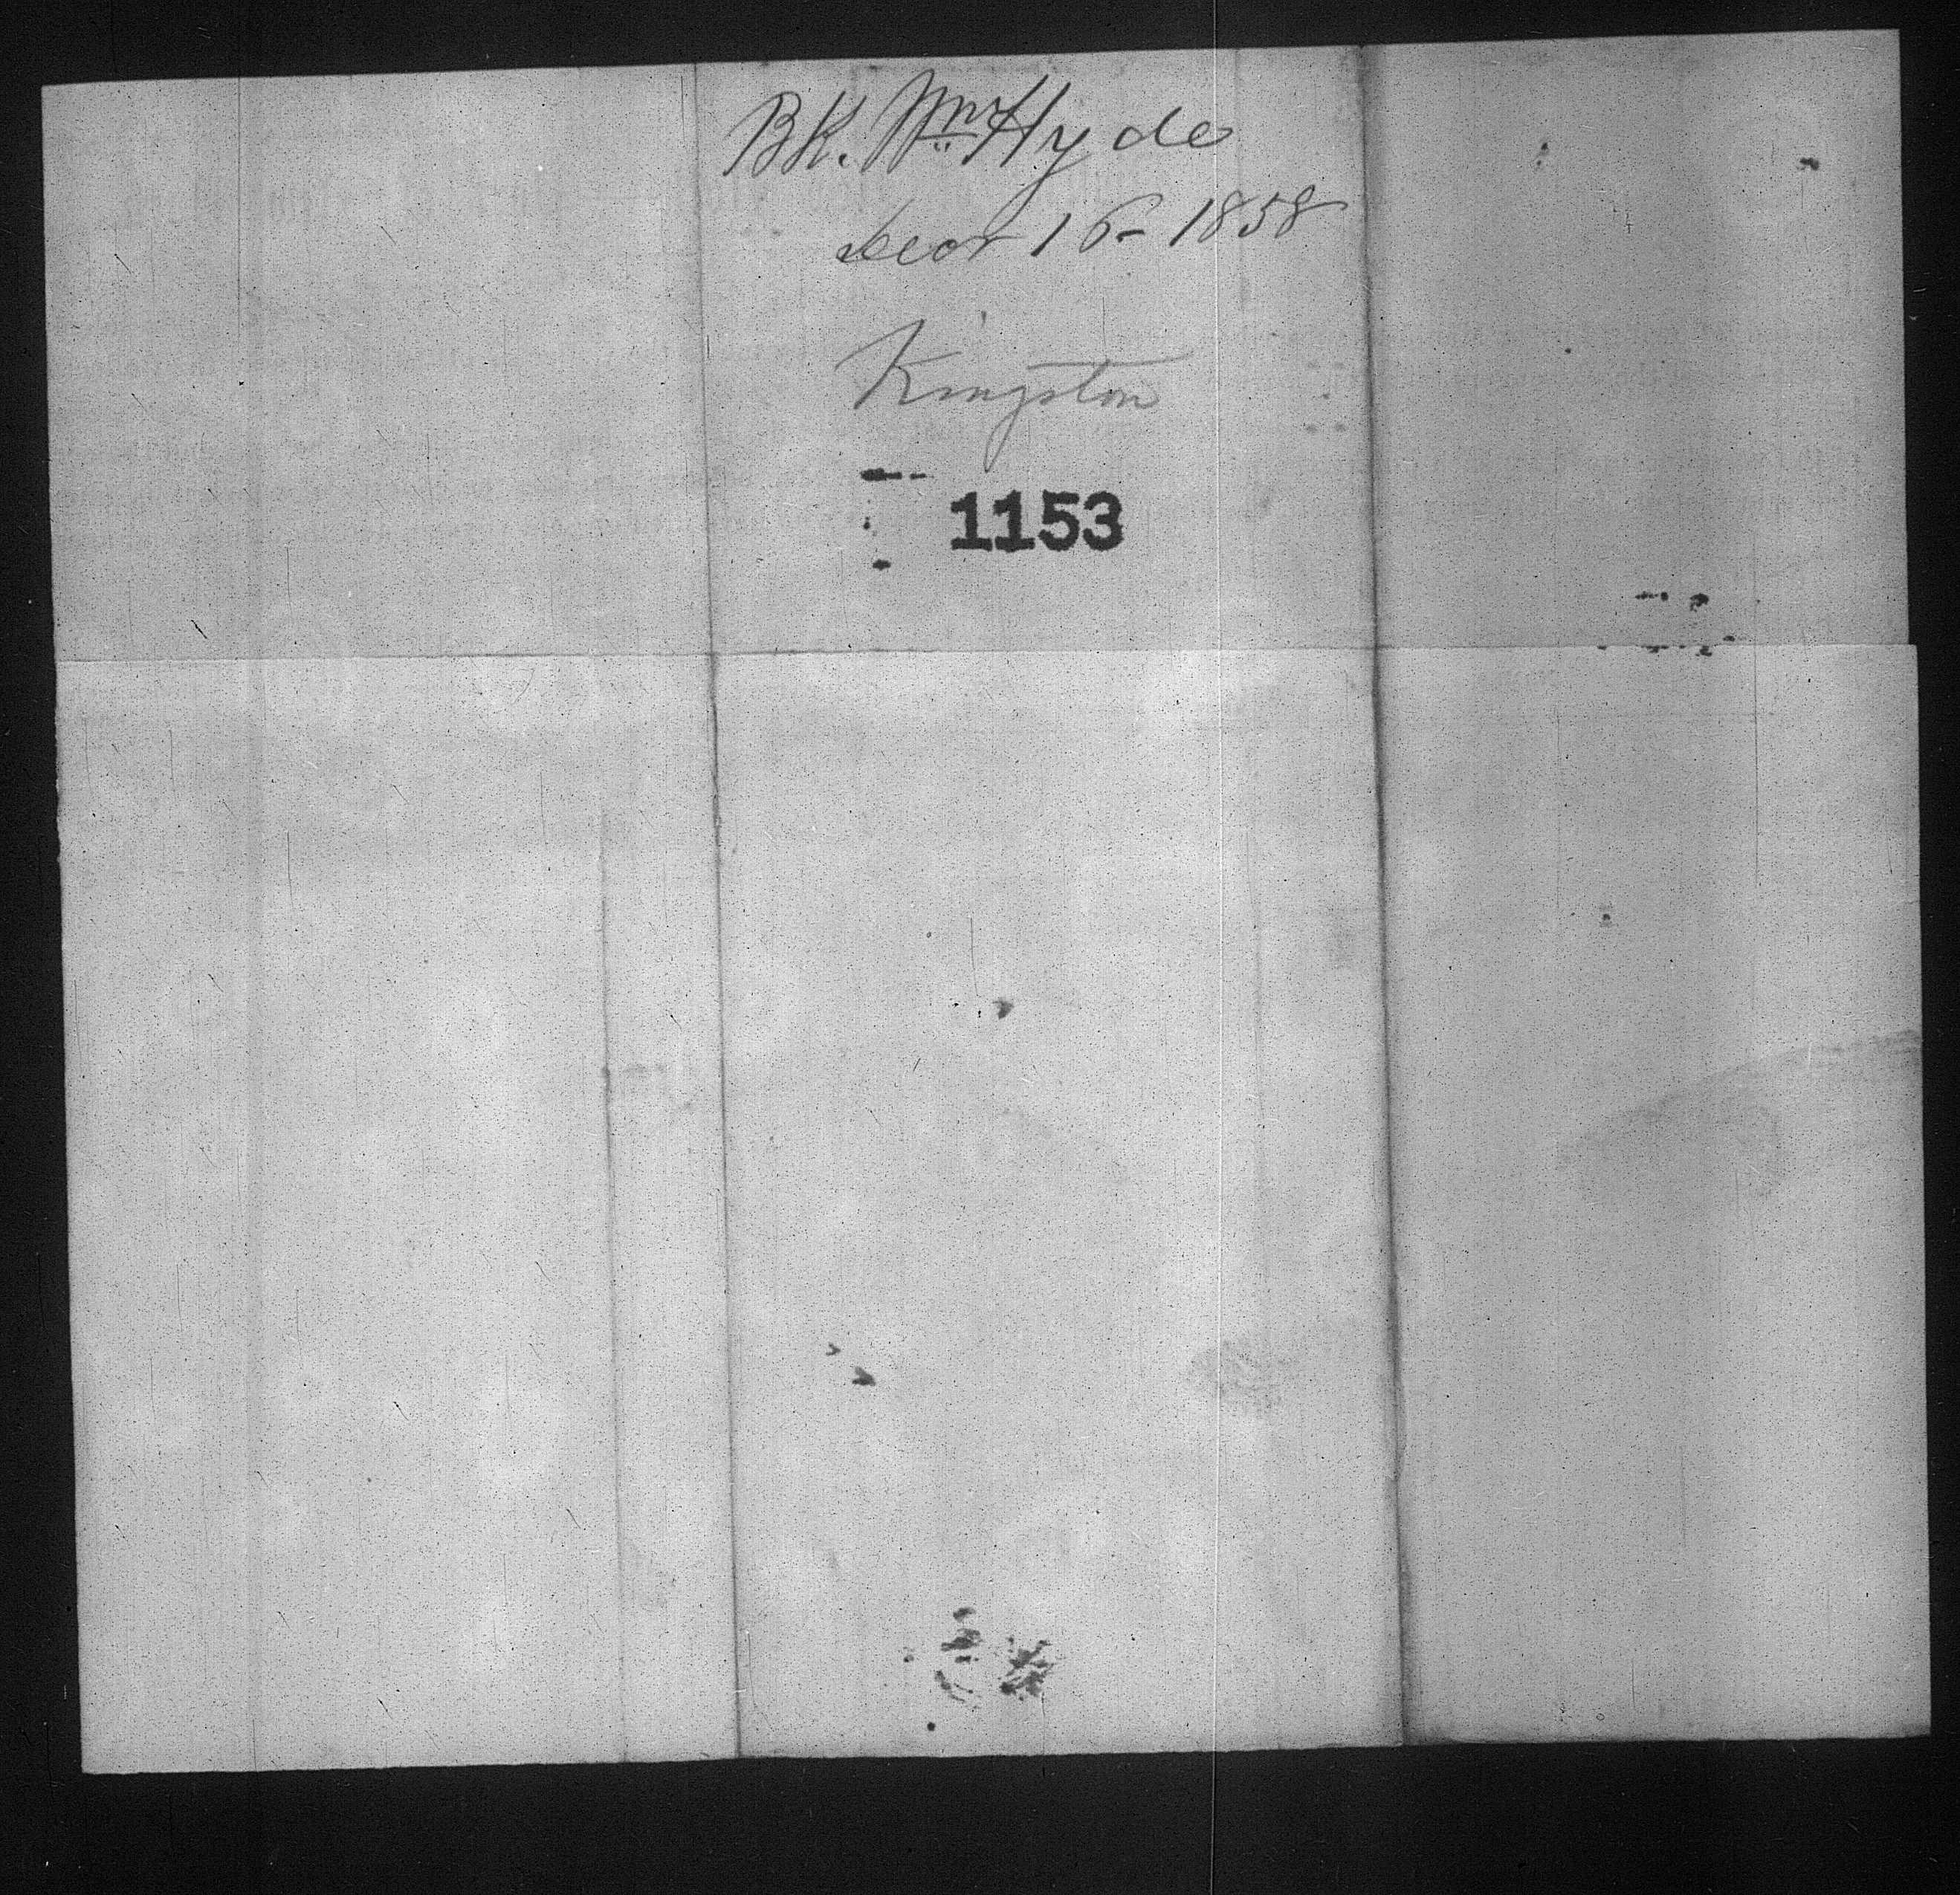 Bk. Wm Hyde
Decr 16- 1858
Kingston
1153